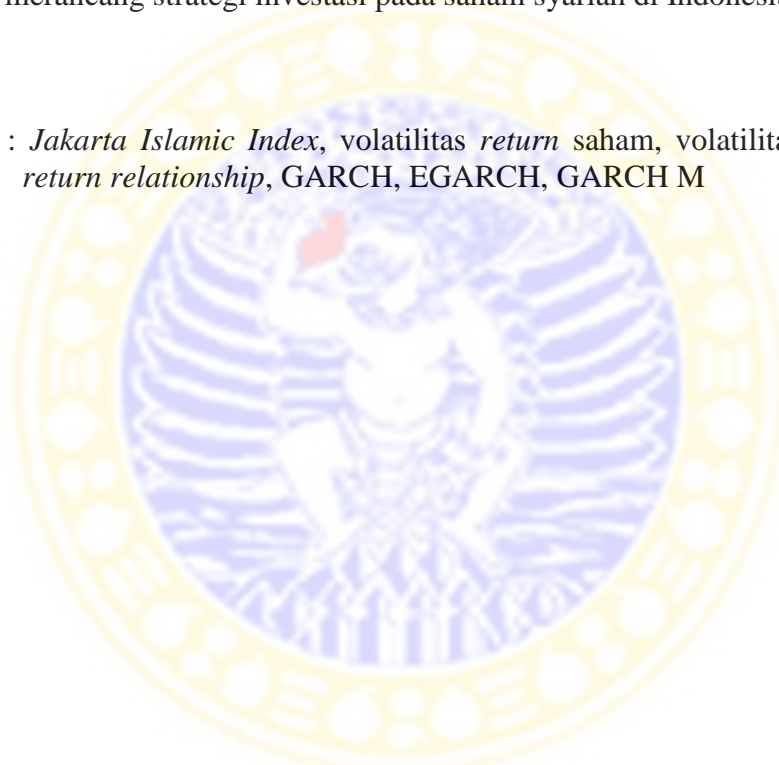 merancang strategi investasi pada saham syariah di Indonesia
: Jakarta Islamic Index, volatilitas return saham,
return relationship, GARCH, EGARCH, GARCH M